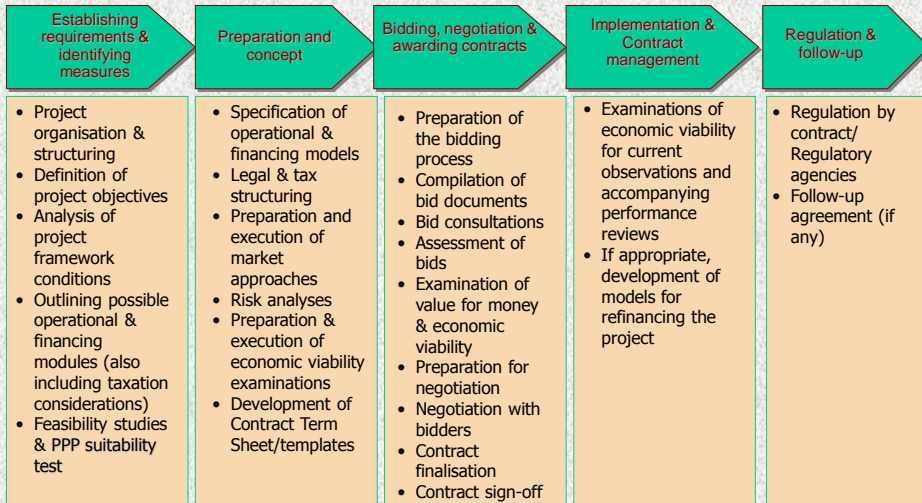 Establishing
requirements &
identifying
measures
Preparation and
concept
Bidding, negotiation &
awarding contracts
Implementation &
Contract
management
Regulation &
follow-up
• Project
organisation &
structuring
• Definition of
project objectives
• Analysis of
project
framework
conditions
• Outlining possible
operational &
financing
modules (also
including taxation
considerations)
• Feasibility studies
& PPP suitability
test
• Specification of
operational &
financing models
• Legal & tax
structuring
• Preparation and
execution of
market
approaches
• Risk analyses
• Preparation &
execution of
economic viability
examinations
• Development of
Contract Term
Sheet/templates
• Preparation of
the bidding
process
• Compilation of
bid documents
• Bid consultations
• Assessment of
bids
• Examination of
value for money
& economic
viability
• Preparation for
negotiation
• Negotiation with
bidders
• Contract
finalisation
• Contract sign-off
• Examinations of
economic viability
for current
observations and
accompanying
performance
reviews
• If appropriate,
development of
models for
refinancing the
project
• Regulation by
contract/
Regulatory
agencies
• Follow-up
agreement (if
any)